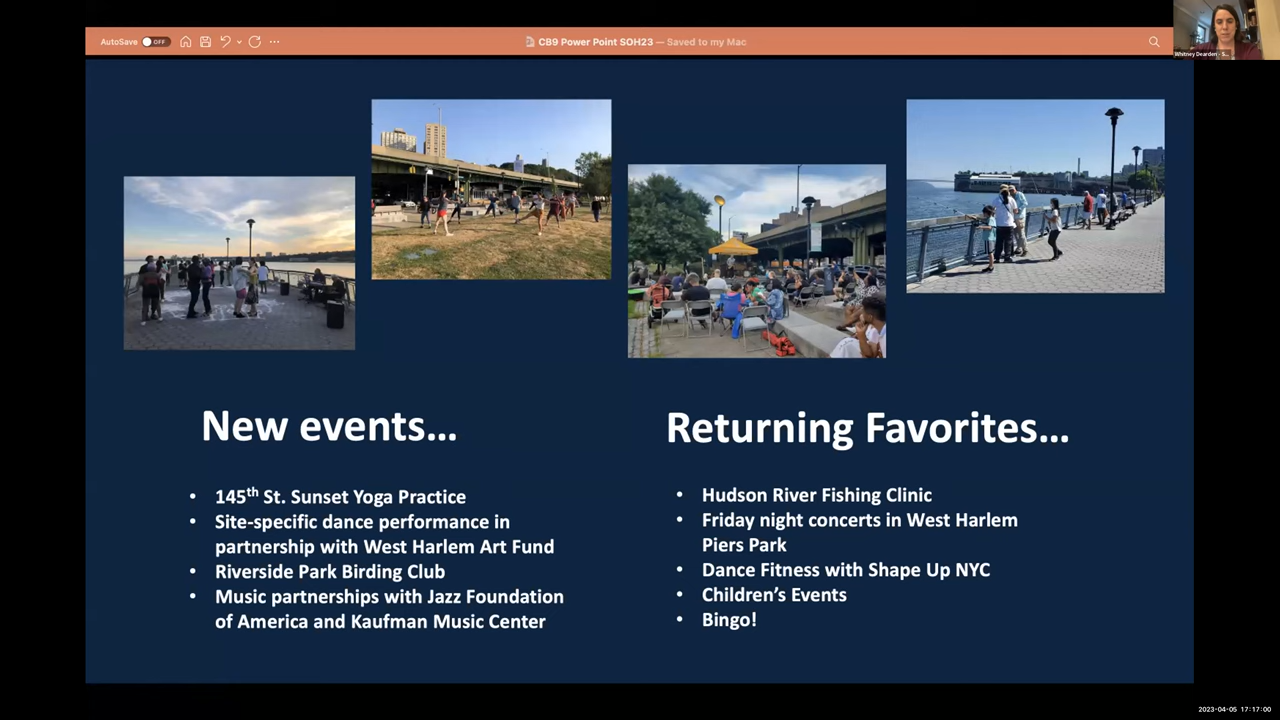 AutoSave OFF
CB9 Power Point SOH23 — Saved to my Mac
Whitney Dearden - S...
New events...
• 145th St. Sunset Yoga Practice
• Site-specific dance performance in
partnership with West Harlem Art Fund
• Riverside Park Birding Club
• Music partnerships with Jazz Foundation
of America and Kaufman Music Center
Returning Favorites...
• Hudson River Fishing Clinic
• Friday night concerts in West Harlem
Piers Park
• Dance Fitness with Shape Up NYC
• Children’s Events
• Bingo!
2023-04-05 17:17:00